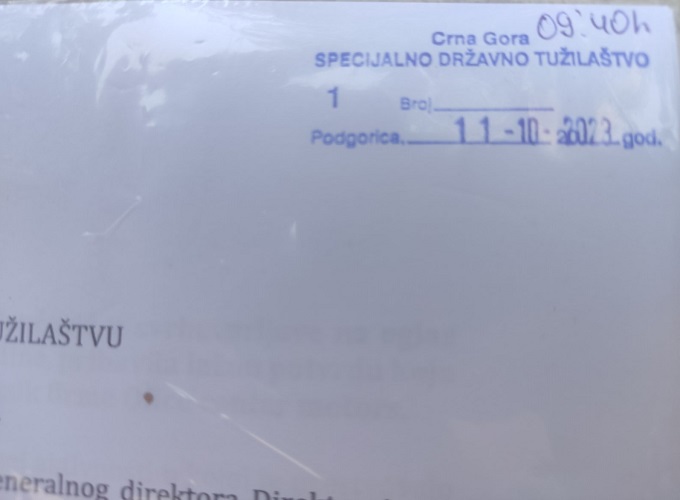 09:40h
Crna Gora
SPECIJALNO DRŽAVNO TUŽILAŠTVO
1 Broj
Podgorica, 11-10-2023 god.
UŽILAŠTVU
eneralnog direktora